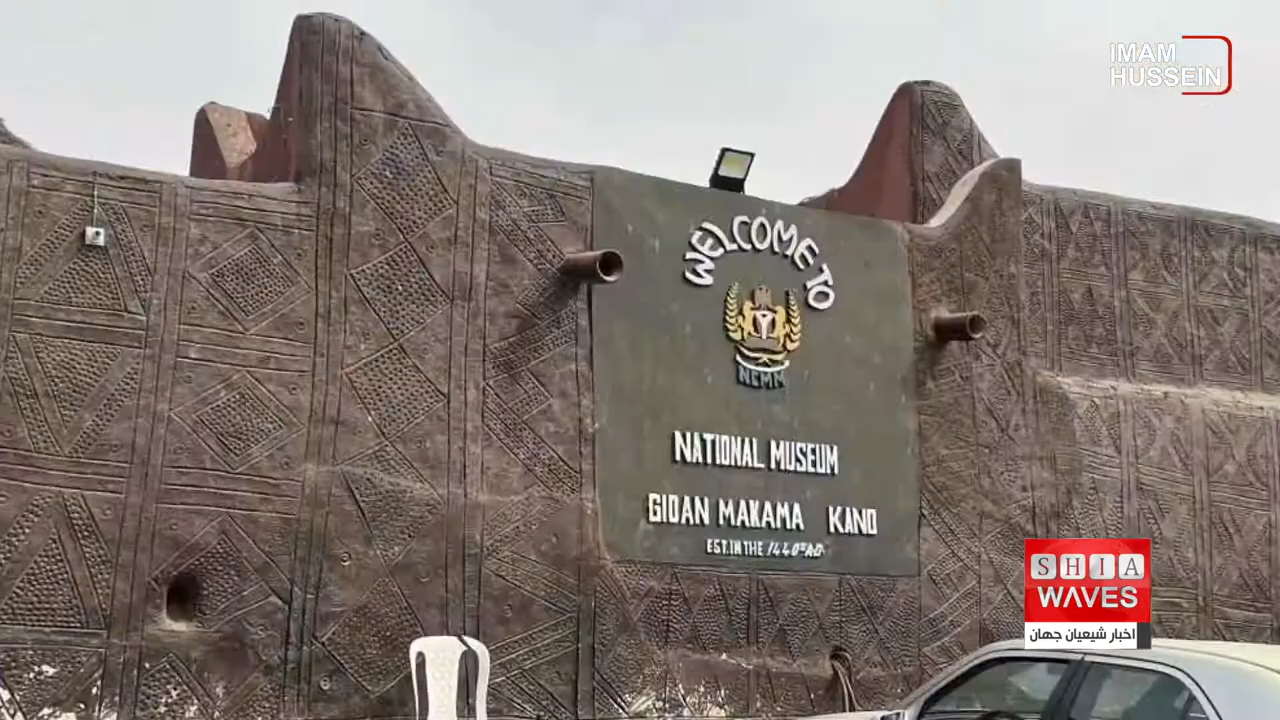 IMAM
HUSSEIN
WELCOME TO
NCMM
NATIONAL MUSEUM
GIDAN MAKAMA KANO
EST. IN THE 1440s AD
SHIA
WAVES
اخبار شیعیان جهان